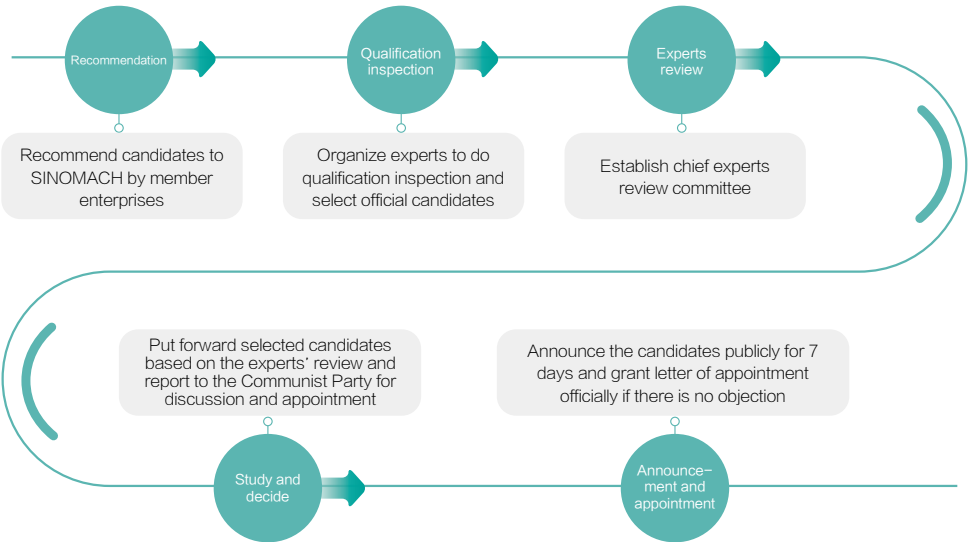 Recommendation
Qualification
inspection
Experts
review
Recommend candidates to
SINOMACH by member
enterprises
Organize experts to do
qualification inspection and
select official candidates
Establish chief experts
review committee
Put forward selected candidates
based on the experts' review and
report to the Communist Party for
discussion and appointment
Announce the candidates publicly for 7
days and grant letter of appointment
officially if there is no objection
Study and
decide
Announce-
ment and
appointment